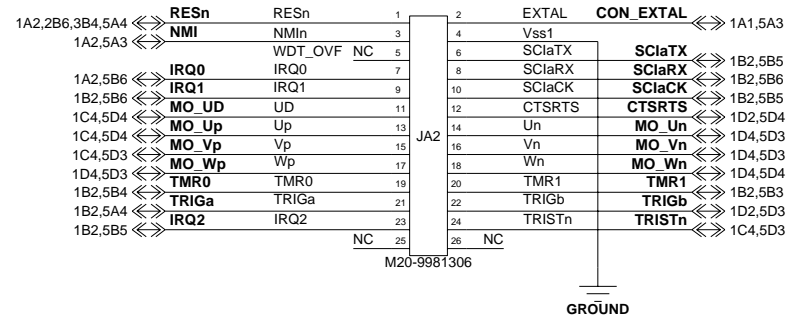 RESn RESn 1 2 EXTAL CON_EXTAL
1A2,2B6,3B4,5A4 1A1,5A3
NMI NMIn 3 4 Vss1
1A2,5A3
WDT_OVF NC 5 6 SCIaTX SCIaTX
1B2,5B5
IRQ0 IRQ0 7 8 SCIaRX SCIaRX
1A2,5B6 1B2,5B6
IRQ1 IRQ1 9 10 SCIaCK SCIaCK
1B2,5B6 1B2,5B5
MO_UD UD 11 12 CTSRTS CTSRTS
1C4,5D4 1D2,5D4
MO_Up Up 13 14 Un MO_Un
1C4,5D4 1D4,5D3
JA2
MO_Vp Vp 15 16 Vn MO_Vn
1C4,5D3 1D4,5D3
MO_Wp Wp 17 18 Wn MO_Wn
1D4,5D3 1D4,5D4
TMR0 TMR0 19 20 TMR1 TMR1
1B2,5B4 1B2,5B3
TRIGa TRIGa 21 22 TRIGb TRIGb
1B2,5A4 1D2,5D3
IRQ2 IRQ2 23 24 TRISTn TRISTn
1B2,5B5 1C4,5D3
NC 25 26 NC
M20-9981306
GROUND